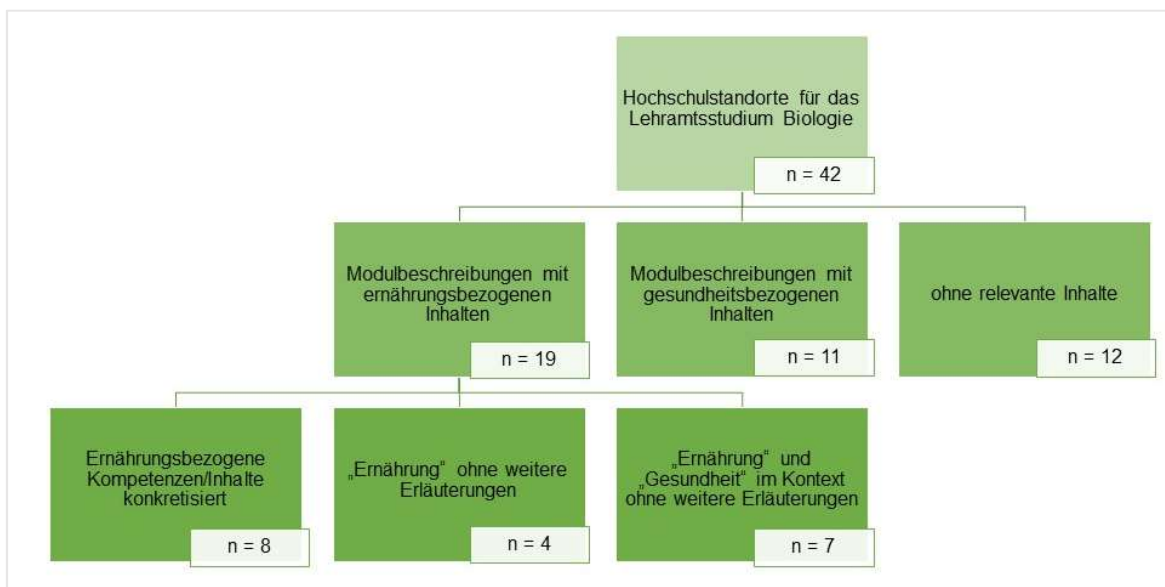 Hochschulstandorte für das
Lehramtsstudium Biologie
n = 42
Modulbeschreibungen mit
ernährungsbezogenen
Inhalten
n = 19
Modulbeschreibungen mit
gesundheitsbezogenen
Inhalten
n = 11
ohne relevante Inhalte
n = 12
Ernährungsbezogene
Kompetenzen/Inhalte
konkretisiert
n = 8
„Ernährung“ ohne weitere
Erläuterungen
n = 4
„Ernährung“ und
„Gesundheit“ im Kontext
ohne weitere Erläuterungen
n = 7